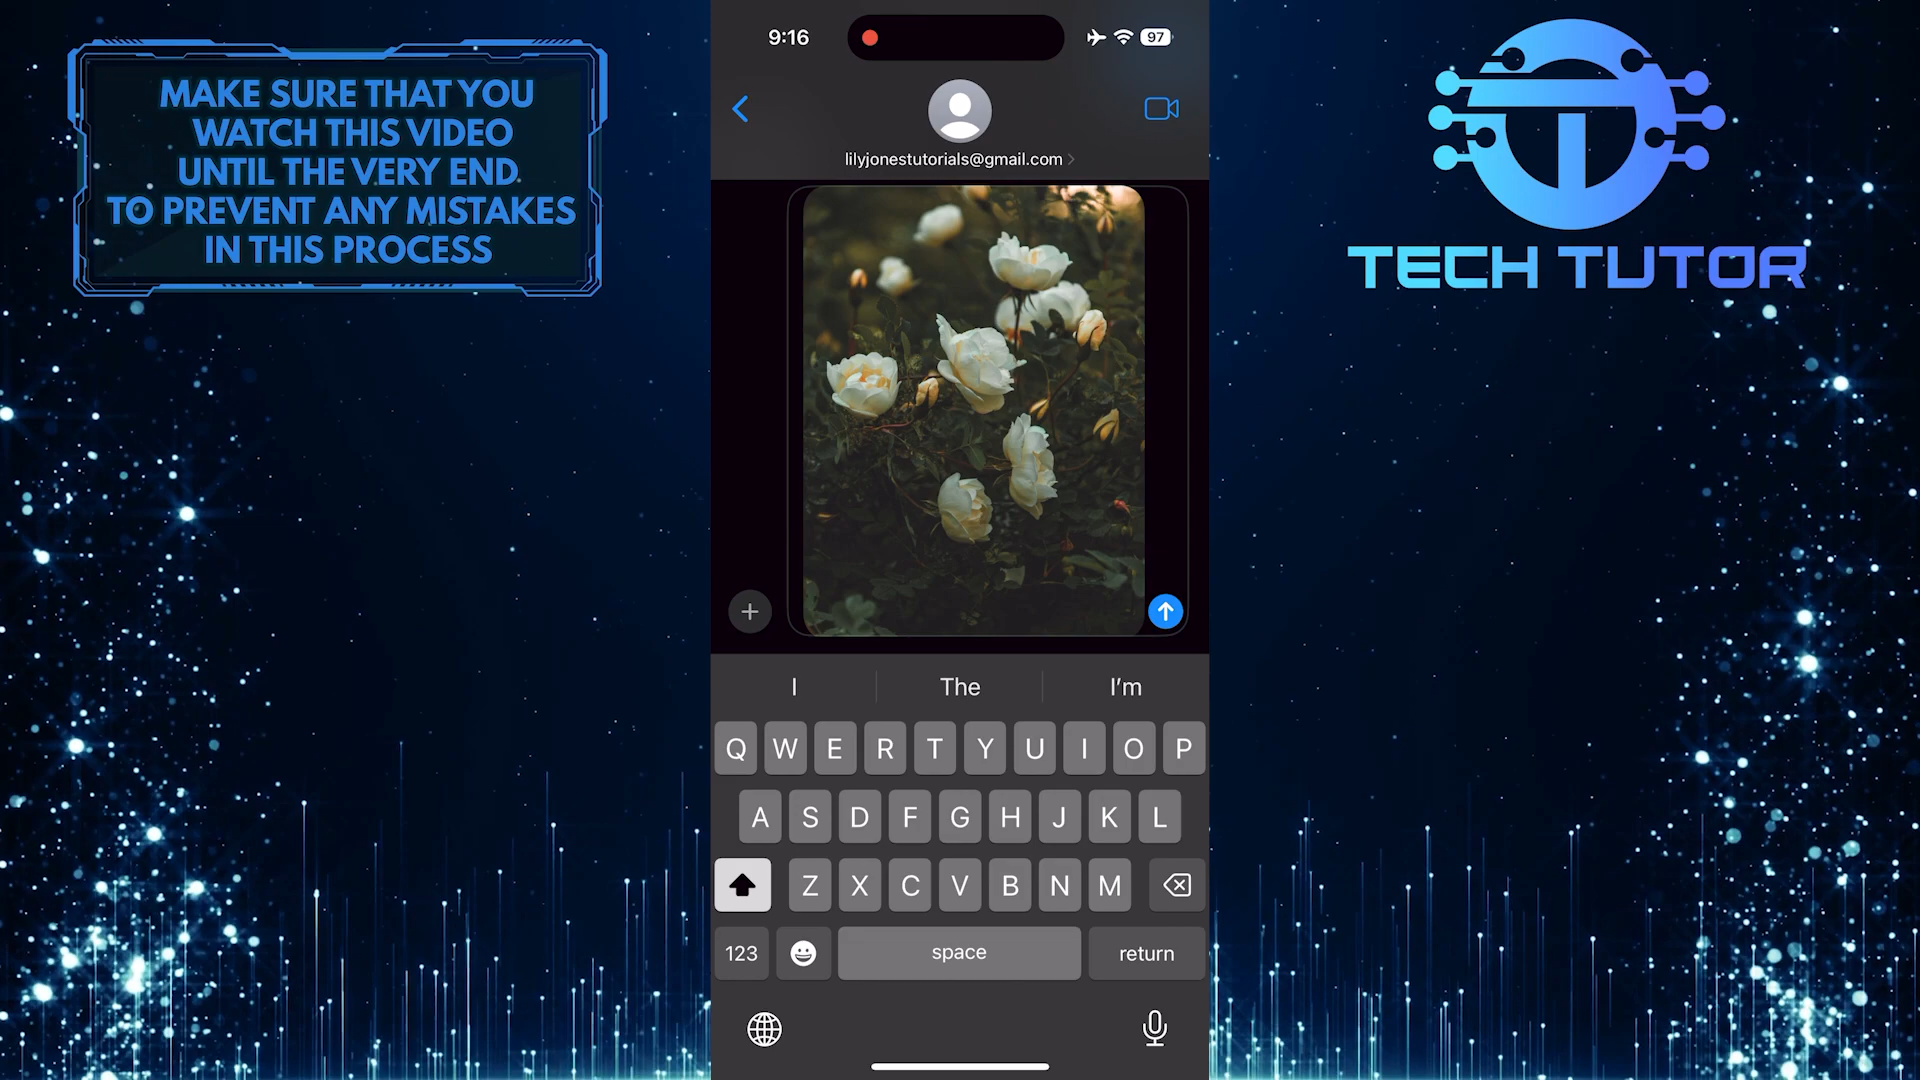 MAKE SURE THAT YOU
WATCH THIS VIDEO
UNTIL THE VERY END
TO PREVENT ANY MISTAKES
IN THIS PROCESS
9:16
97
lilyjonestutorials@gmail.com
TECH TUTOR
I The I'm
Q W E R T Y U I O P
A S D F G H J K L
Z X C V B N M
123 space return